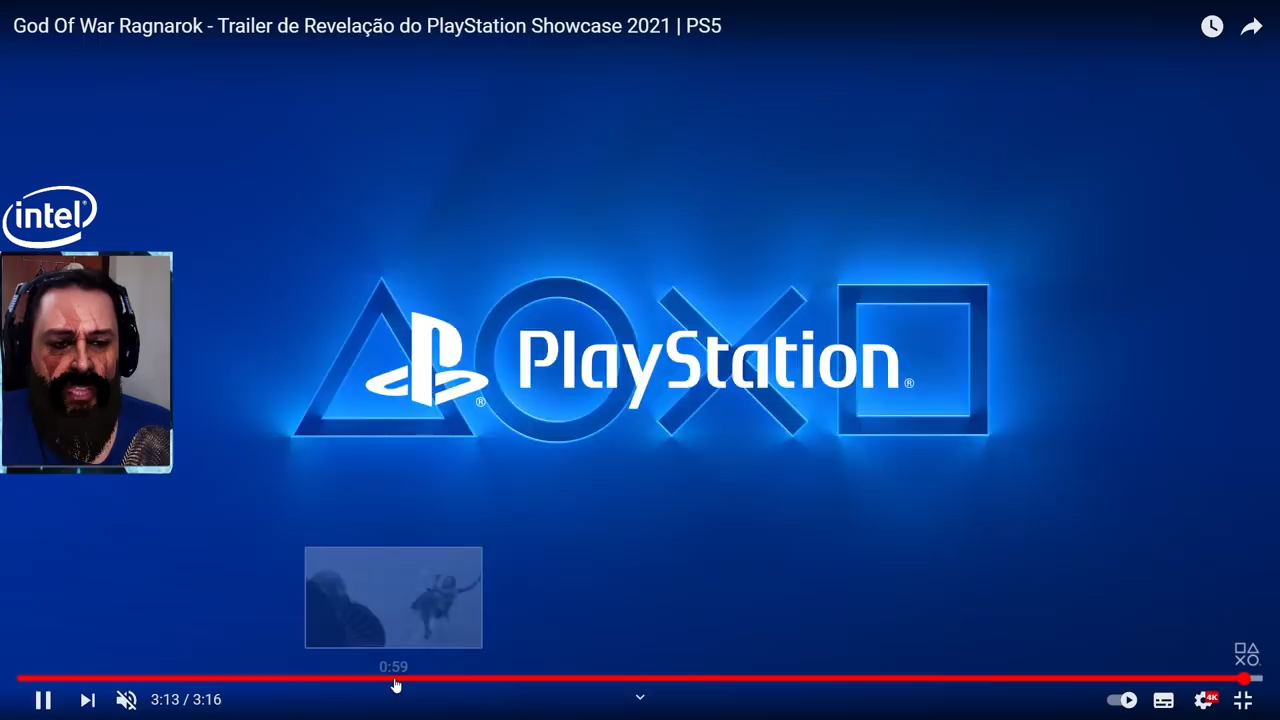 God Of War Ragnarok - Trailer de Revelação do PlayStation Showcase 2021 | PS5
intel®
PlayStation®
0:59
3:13 / 3:16
4K